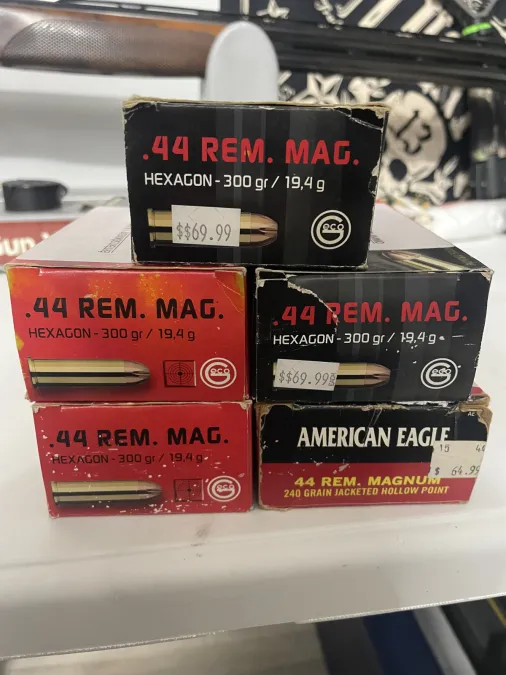 13
.44 REM. MAG.
HEXAGON - 300 gr / 19,4 g
$$69.99
Geco
.44 REM. MAG.
HEXAGON - 300 gr / 19,4 g
Geco
.44 REM. MAG.
HEXAGON - 300 gr / 19,4 g
$$69.99
Geco
.44 REM. MAG.
HEXAGON - 300 gr / 19,4 g
Geco
AMERICAN EAGLE
$ 64.99
44 REM. MAGNUM
240 GRAIN JACKETED HOLLOW POINT